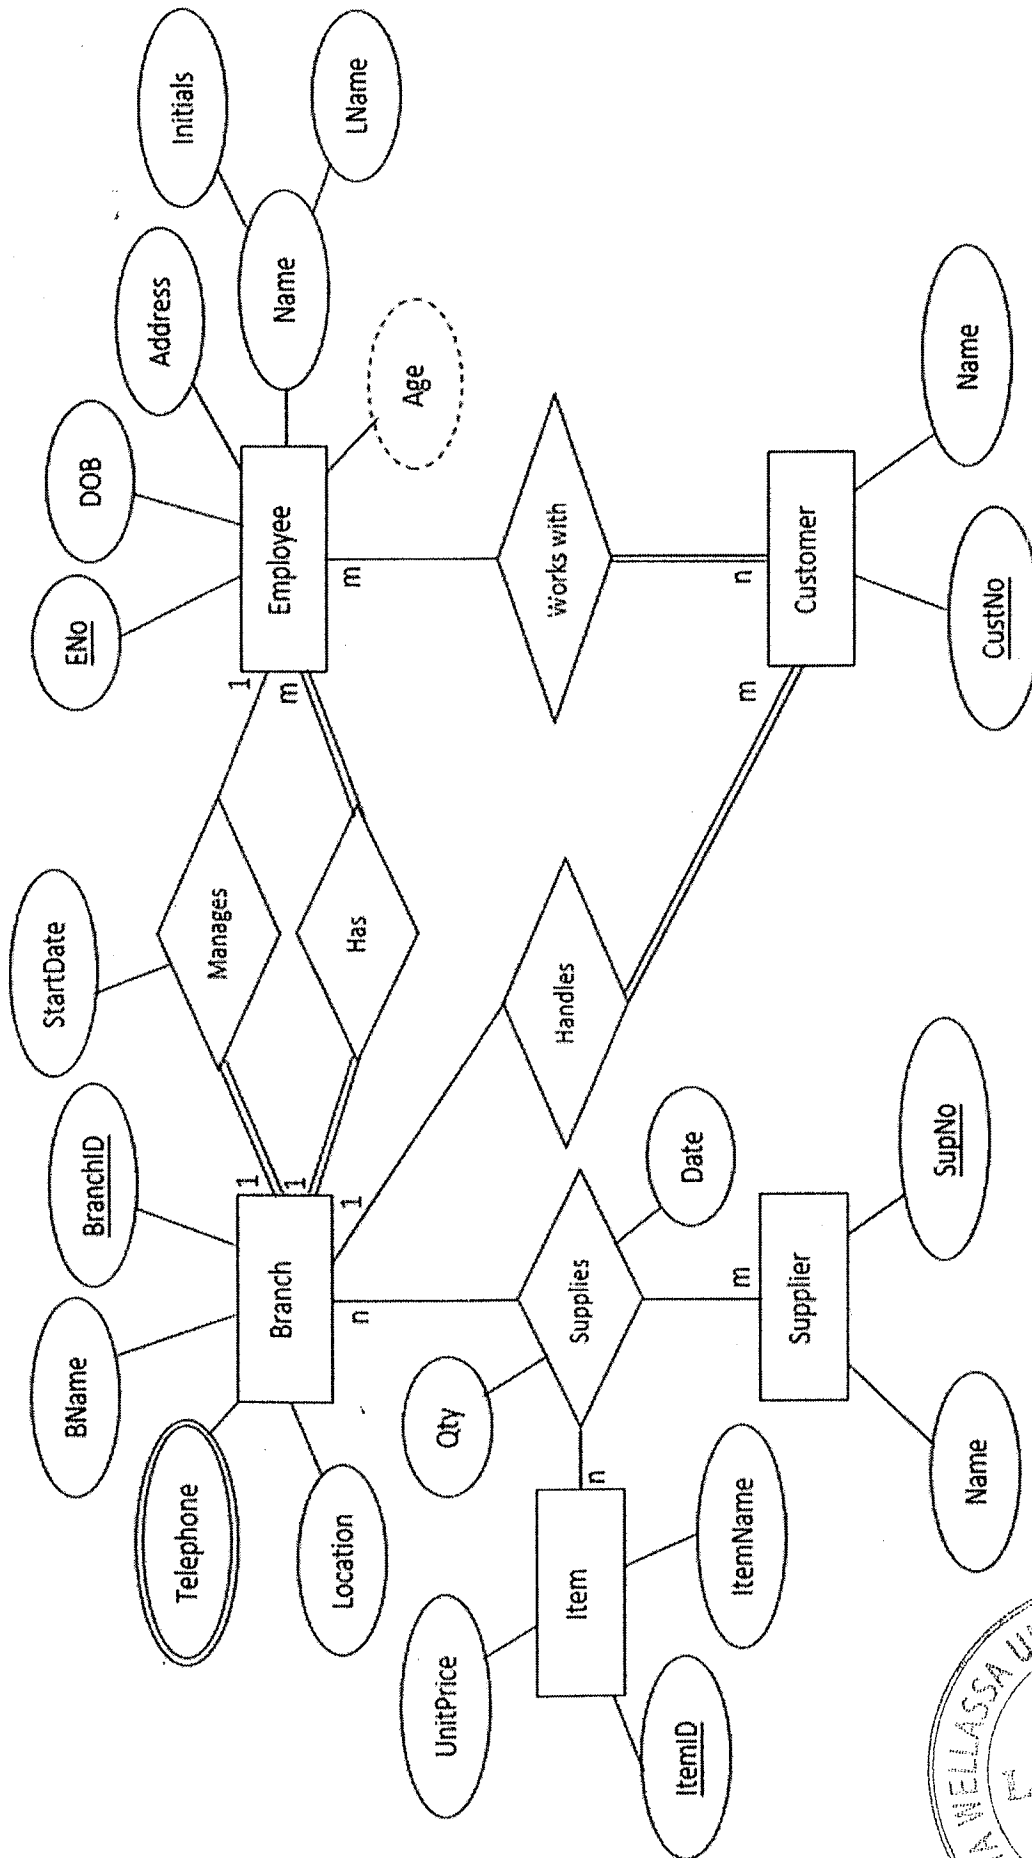 StartDate
BranchID
BName
Telephone
Location
Branch
1
1
1
n
Manages
Has
ENo
DOB
Address
Initials
Name
LName
Age
Employee
1
m
m
Works with
Handles
Qty
Supplies
Date
UnitPrice
Item
n
ItemID
ItemName
m
Supplier
Name
SupNo
m
n
Customer
CustNo
Name
WELLASSA